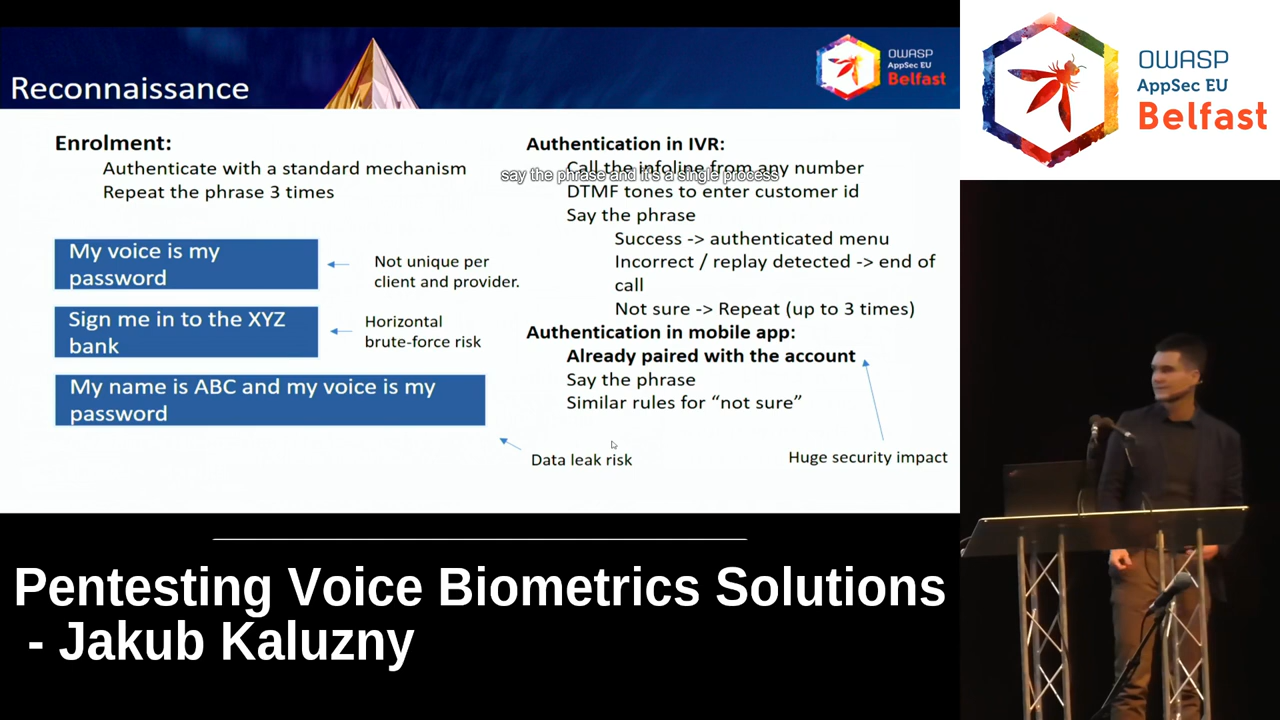 Reconnaissance
OWASP
AppSec EU
Belfast
Enrolment:
Authenticate with a standard mechanism
Repeat the phrase 3 times
My voice is my
password
Not unique per
client and provider.
Sign me in to the XYZ
bank
Horizontal
brute-force risk
My name is ABC and my voice is my
password
Data leak risk
Authentication in IVR:
Call the infoline from any number
say the phrase and it's a single process
DTMF tones to enter customer id
Say the phrase
Success -> authenticated menu
Incorrect / replay detected -> end of
call
Not sure -> Repeat (up to 3 times)
Authentication in mobile app:
Already paired with the account
Say the phrase
Similar rules for “not sure”
Huge security impact
OWASP
AppSec EU
Belfast
Pentesting Voice Biometrics Solutions
- Jakub Kaluzny